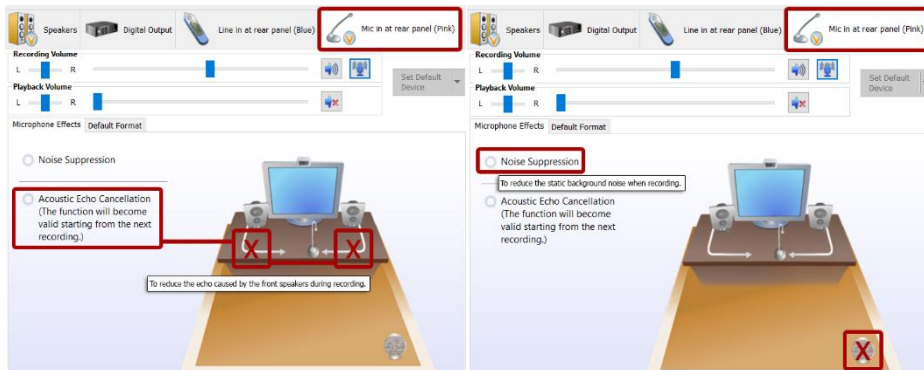 Speakers
Digital Output
Line in at rear panel (Blue)
Mic in at rear panel (Pink)
Recording Volume
L
R
Set Default
Device
Playback Volume
L
R
Microphone Effects
Default Format
Noise Suppression
Acoustic Echo Cancellation
(The function will become
valid starting from the next
recording.)
X
X
To reduce the echo caused by the front speakers during recording.
Speakers
Digital Output
Line in at rear panel (Blue)
Mic in at rear panel (Pink)
Recording Volume
L
R
Set Default
Device
Playback Volume
L
R
Microphone Effects
Default Format
Noise Suppression
To reduce the static background noise when recording.
Acoustic Echo Cancellation
(The function will become
valid starting from the next
recording.)
X